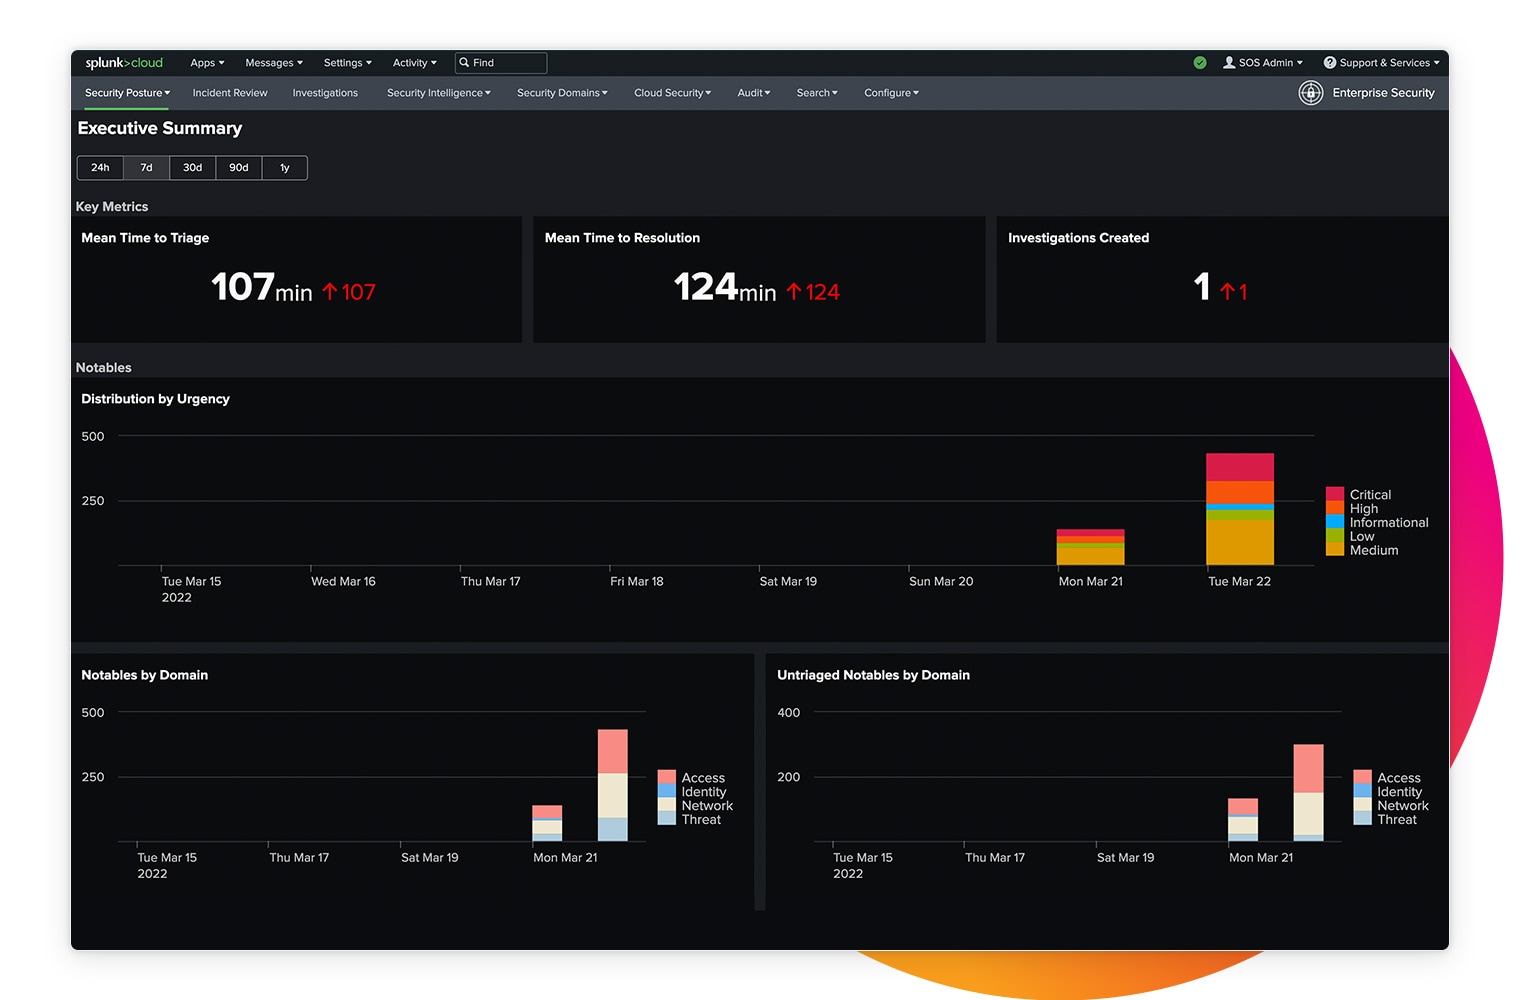 splunk>cloud Apps Messages Settings Activity Find SOS Admin ? Support & Services
Security Posture Incident Review Investigations Security Intelligence Security Domains Cloud Security Audit Search Configure Enterprise Security
Executive Summary
24h 7d 30d 90d 1y
Key Metrics
Mean Time to Triage
107min ↑107
Mean Time to Resolution
124min ↑124
Investigations Created
1 ↑1
Notables
Distribution by Urgency
500
250
Tue Mar 15 Wed Mar 16 Thu Mar 17 Fri Mar 18 Sat Mar 19 Sun Mar 20 Mon Mar 21 Tue Mar 22
2022
Critical
High
Informational
Low
Medium
Notables by Domain
500
250
Tue Mar 15 Thu Mar 17 Sat Mar 19 Mon Mar 21
2022
Access
Identity
Network
Threat
Untriaged Notables by Domain
400
200
Tue Mar 15 Thu Mar 17 Sat Mar 19 Mon Mar 21
2022
Access
Identity
Network
Threat